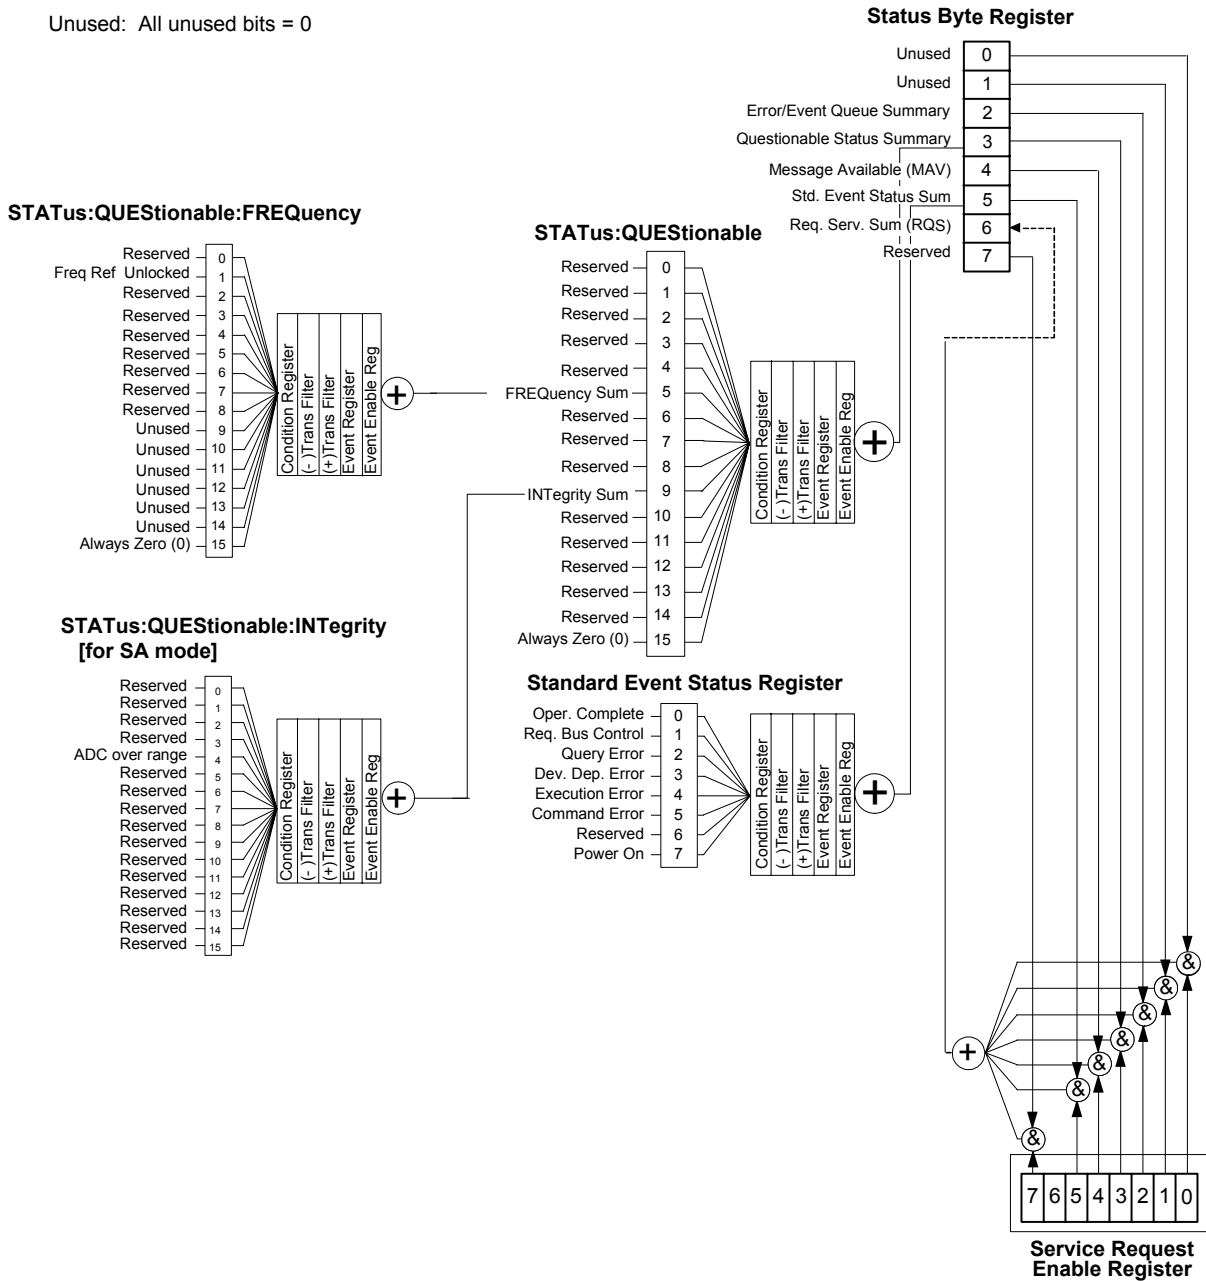 Unused: All unused bits = 0
Status Byte Register
Unused 0
Unused 1
Error/Event Queue Summary 2
Questionable Status Summary 3
Message Available (MAV) 4
Std. Event Status Sum 5
Req. Serv. Sum (RQS) 6
Reserved 7
STATus:QUEStionable:FREQuency
Reserved 0
Freq Ref Unlocked 1
Reserved 2
Reserved 3
Reserved 4
Reserved 5
Reserved 6
Reserved 7
Reserved 8
Unused 9
Unused 10
Unused 11
Unused 12
Unused 13
Unused 14
Always Zero (0) 15
Condition Register
(-)Trans Filter
(+)Trans Filter
Event Register
Event Enable Reg
+
STATus:QUEStionable
Reserved 0
Reserved 1
Reserved 2
Reserved 3
Reserved 4
FREQuency Sum 5
Reserved 6
Reserved 7
Reserved 8
INTegrity Sum 9
Reserved 10
Reserved 11
Reserved 12
Reserved 13
Reserved 14
Always Zero (0) 15
Condition Register
(-)Trans Filter
(+)Trans Filter
Event Register
Event Enable Reg
+
STATus:QUEStionable:INTegrity
[for SA mode]
Reserved 0
Reserved 1
Reserved 2
Reserved 3
ADC over range 4
Reserved 5
Reserved 6
Reserved 7
Reserved 8
Reserved 9
Reserved 10
Reserved 11
Reserved 12
Reserved 13
Reserved 14
Reserved 15
Condition Register
(-)Trans Filter
(+)Trans Filter
Event Register
Event Enable Reg
+
Standard Event Status Register
Oper. Complete 0
Req. Bus Control 1
Query Error 2
Dev. Dep. Error 3
Execution Error 4
Command Error 5
Reserved 6
Power On 7
Condition Register
(-)Trans Filter
(+)Trans Filter
Event Register
Event Enable Reg
+
&
&
&
&
+
&
&
&
7 6 5 4 3 2 1 0
Service Request
Enable Register